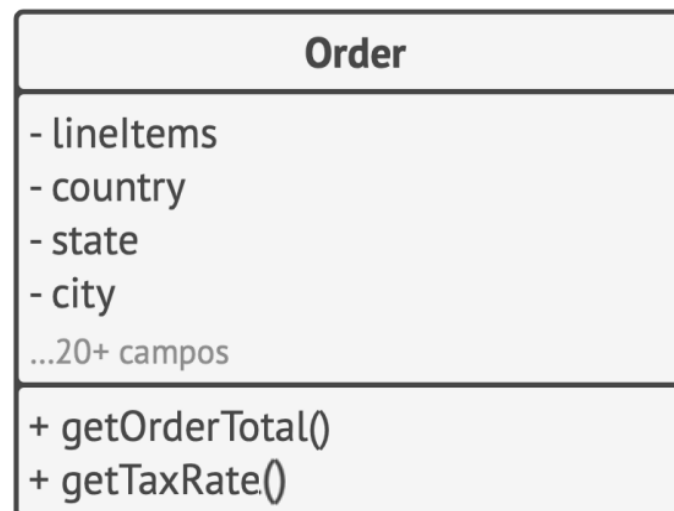 Order
- lineItems
- country
- state
- city
...20+ campos
+ getOrderTotal()
+ getTaxRate()